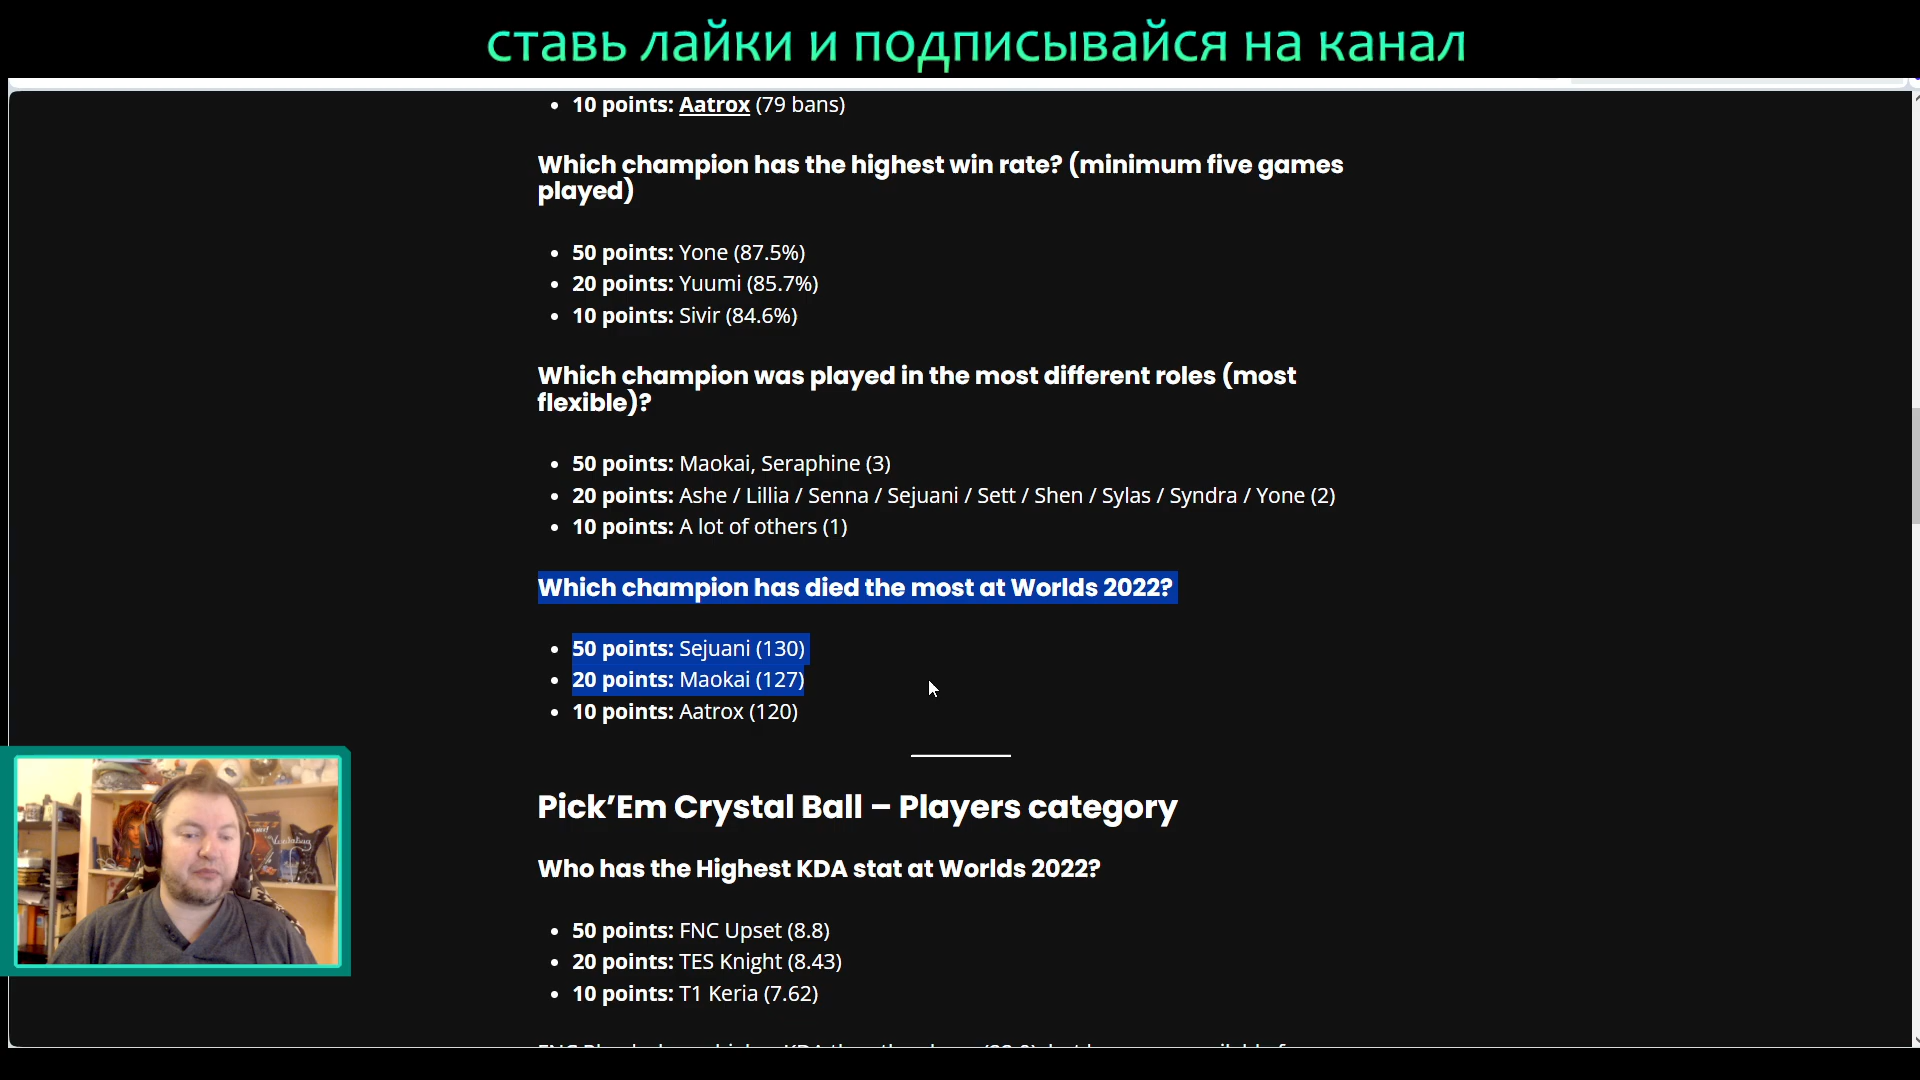 ставь лайки и подписывайся на канал
10 points: Aatrox (79 bans)
Which champion has the highest win rate? (minimum five games
played)
50 points: Yone (87.5%)
20 points: Yuumi (85.7%)
10 points: Sivir (84.6%)
Which champion was played in the most different roles (most
flexible)?
50 points: Maokai, Seraphine (3)
20 points: Ashe / Lillia / Senna / Sejuani / Sett / Shen / Sylas / Syndra / Yone (2)
10 points: A lot of others (1)
Which champion has died the most at Worlds 2022?
50 points: Sejuani (130)
20 points: Maokai (127)
10 points: Aatrox (120)
Pick’Em Crystal Ball – Players category
Who has the Highest KDA stat at Worlds 2022?
50 points: FNC Upset (8.8)
20 points: TES Knight (8.43)
10 points: T1 Keria (7.62)